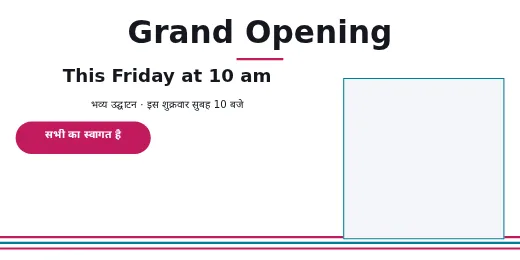 Grand Opening
This Friday at 10 am
भव्य उद्घाटन · इस शुक्रवार सुबह 10 बजे
सभी का स्वागत है